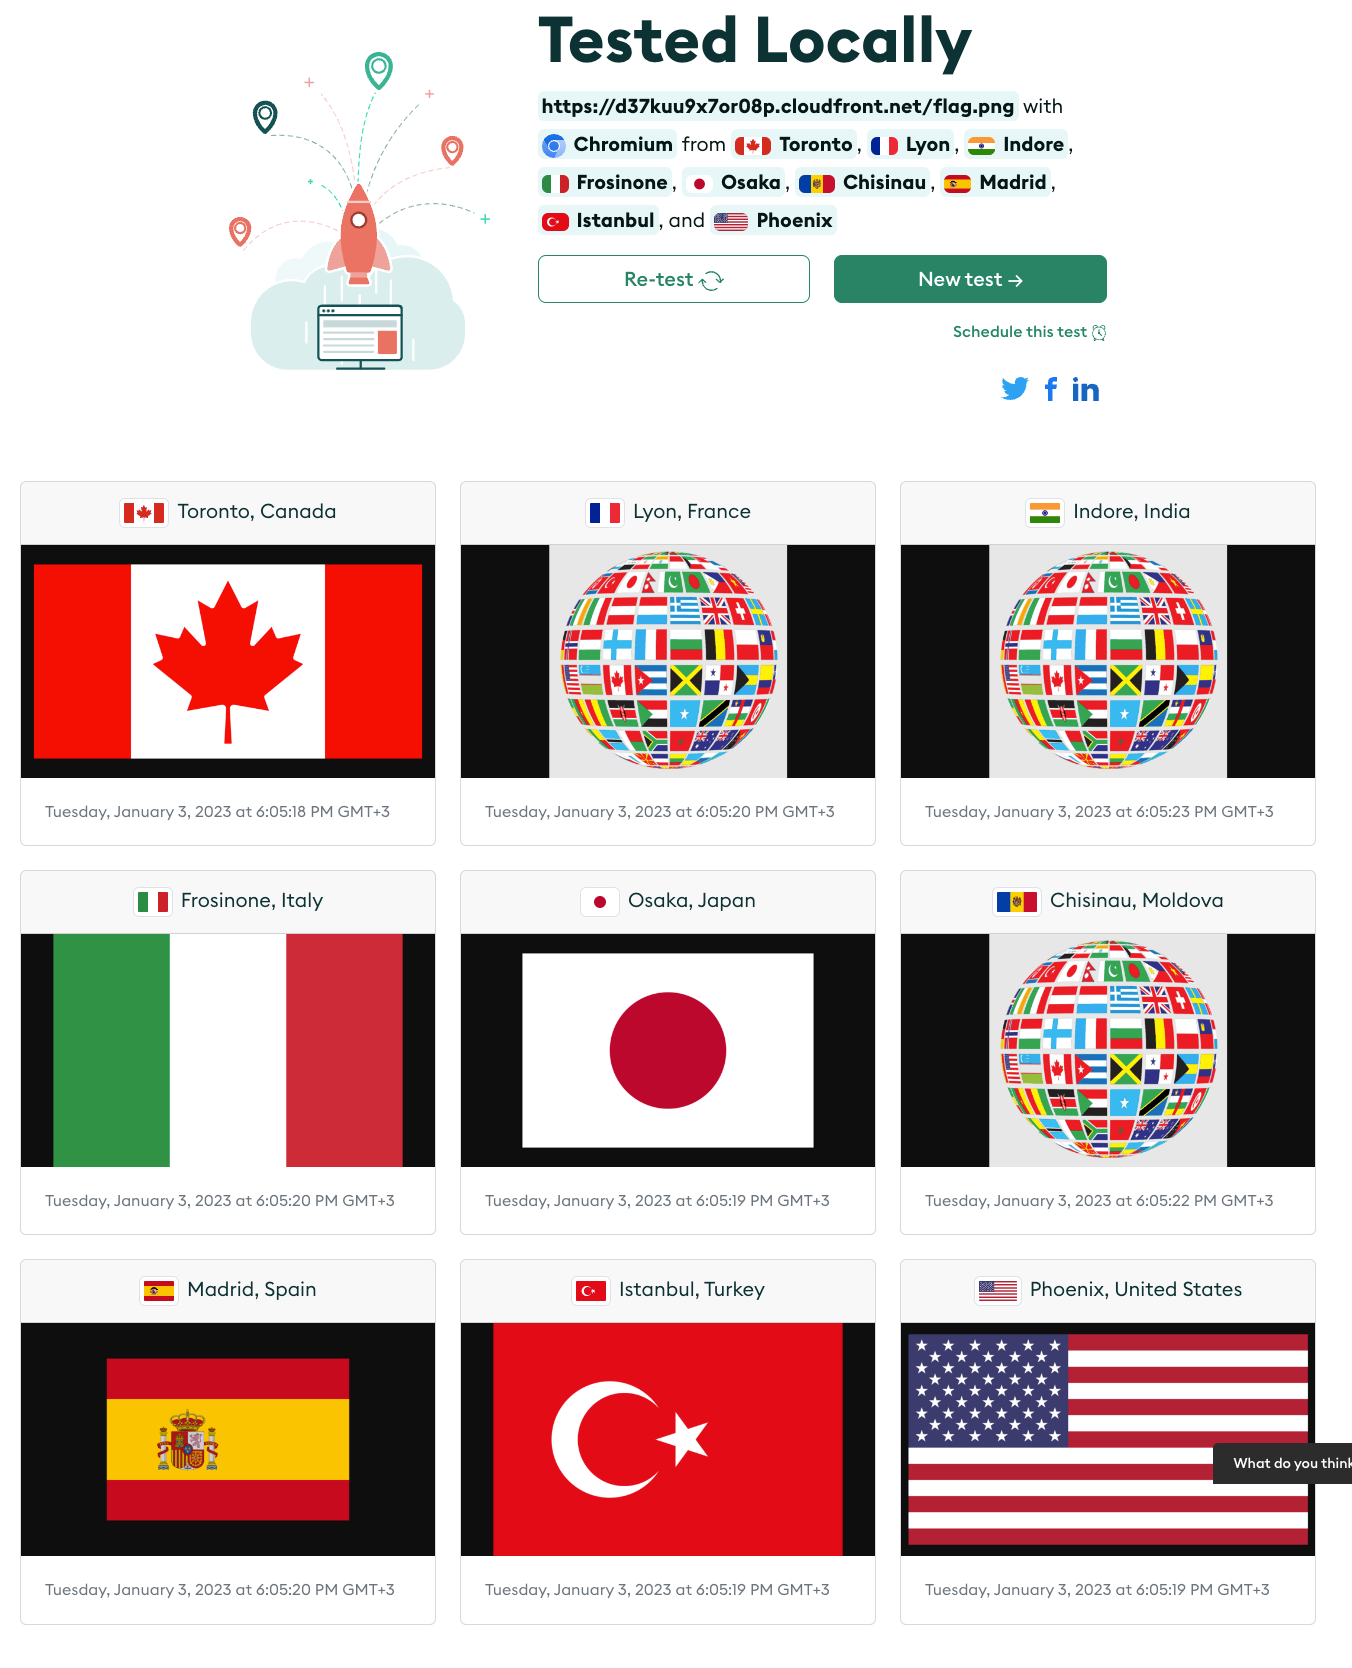 Tested Locally
https://d37kuu9x7or08p.cloudfront.net/flag.png with
Chromium from Toronto, Lyon, Indore,
Frosinone, Osaka, Chisinau, Madrid,
Istanbul, and Phoenix
Re-test New test →
Schedule this test
Toronto, Canada
Lyon, France
Indore, India
Tuesday, January 3, 2023 at 6:05:18 PM GMT+3
Tuesday, January 3, 2023 at 6:05:20 PM GMT+3
Tuesday, January 3, 2023 at 6:05:23 PM GMT+3
Frosinone, Italy
Osaka, Japan
Chisinau, Moldova
Tuesday, January 3, 2023 at 6:05:20 PM GMT+3
Tuesday, January 3, 2023 at 6:05:19 PM GMT+3
Tuesday, January 3, 2023 at 6:05:22 PM GMT+3
Madrid, Spain
Istanbul, Turkey
Phoenix, United States
What do you think
Tuesday, January 3, 2023 at 6:05:20 PM GMT+3
Tuesday, January 3, 2023 at 6:05:19 PM GMT+3
Tuesday, January 3, 2023 at 6:05:19 PM GMT+3